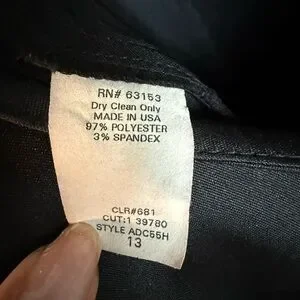 RN# 63153
Dry Clean Only
MADE IN USA
97% POLYESTER
3% SPANDEX
CLR#681
CUT:1 39780
STYLE ADC55H
13